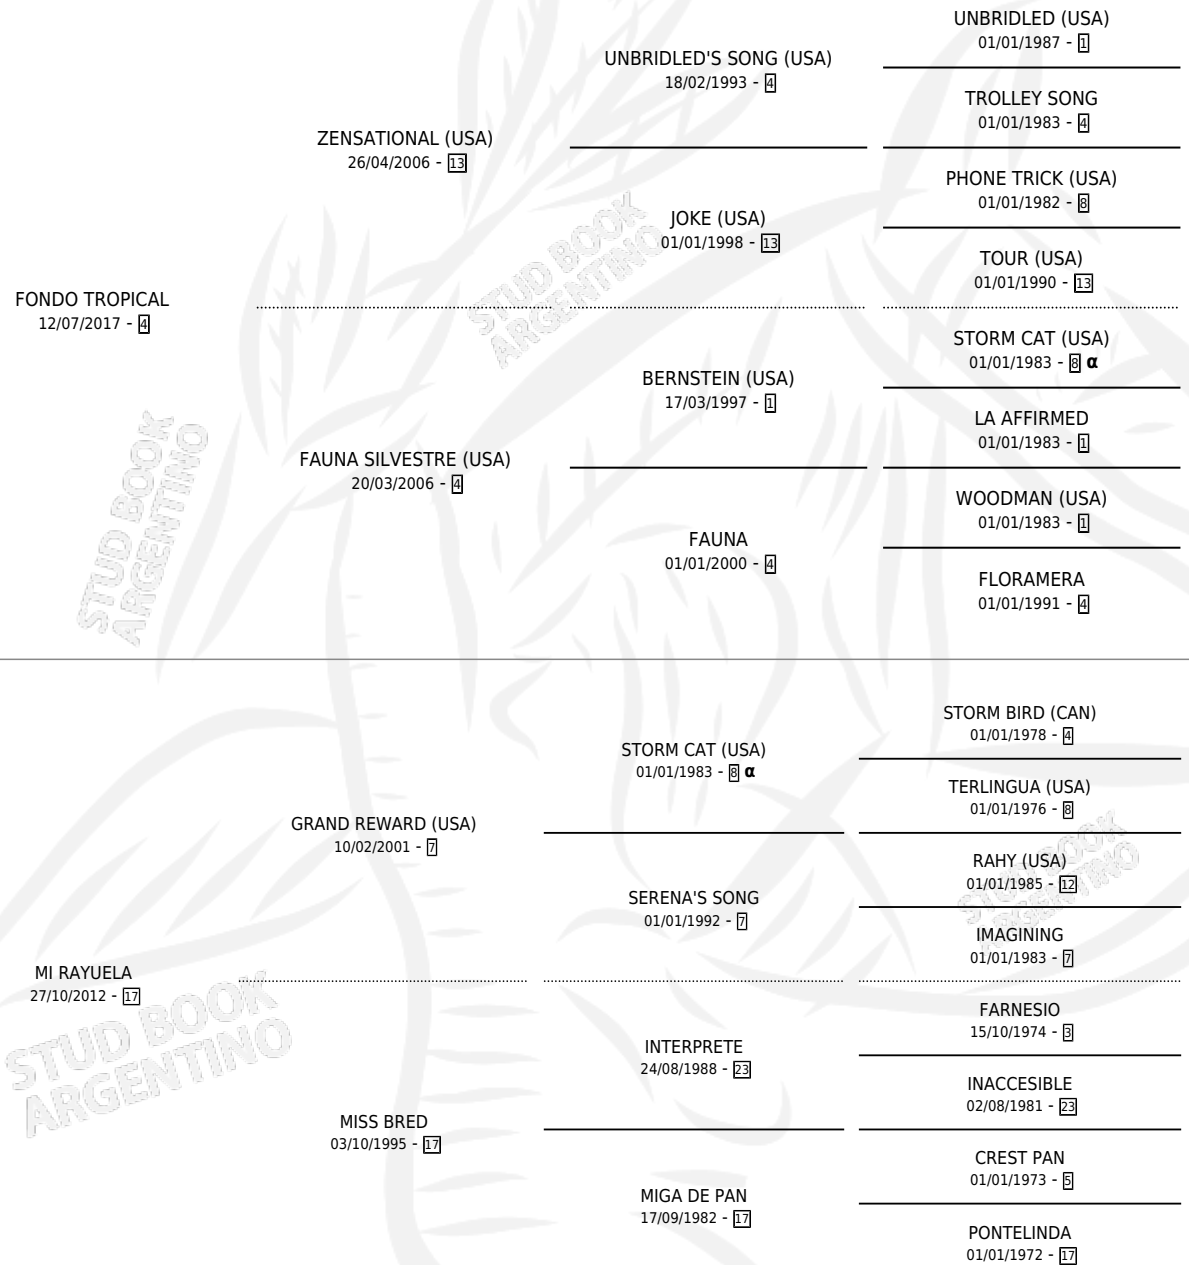 UNBRIDLED (USA)
01/01/1987 - 1
UNBRIDLED'S SONG (USA)
18/02/1993 - 4
TROLLEY SONG
01/01/1983 - 4
ZENSATIONAL (USA)
26/04/2006 - 13
PHONE TRICK (USA)
01/01/1982 - 8
JOKE (USA)
01/01/1998 - 13
TOUR (USA)
01/01/1990 - 13
FONDO TROPICAL
12/07/2017 - 4
STORM CAT (USA)
01/01/1983 - 8 α
BERNSTEIN (USA)
17/03/1997 - 1
LA AFFIRMED
01/01/1983 - 1
FAUNA SILVESTRE (USA)
20/03/2006 - 4
WOODMAN (USA)
01/01/1983 - 1
FAUNA
01/01/2000 - 4
FLORAMERA
01/01/1991 - 4
STORM BIRD (CAN)
01/01/1978 - 4
STORM CAT (USA)
01/01/1983 - 8 α
TERLINGUA (USA)
01/01/1976 - 8
GRAND REWARD (USA)
10/02/2001 - 7
RAHY (USA)
01/01/1985 - 12
SERENA'S SONG
01/01/1992 - 7
IMAGINING
01/01/1983 - 7
MI RAYUELA
27/10/2012 - 17
FARNESIO
15/10/1974 - 3
INTERPRETE
24/08/1988 - 23
INACCESIBLE
02/08/1981 - 23
MISS BRED
03/10/1995 - 17
CREST PAN
01/01/1973 - 5
MIGA DE PAN
17/09/1982 - 17
PONTELINDA
01/01/1972 - 17
STUD BOOK
ARGENTINO
STUD BOOK
ARGENTINO
STUD BOOK
ARGENTINO
STUD BOOK
ARGENTINO